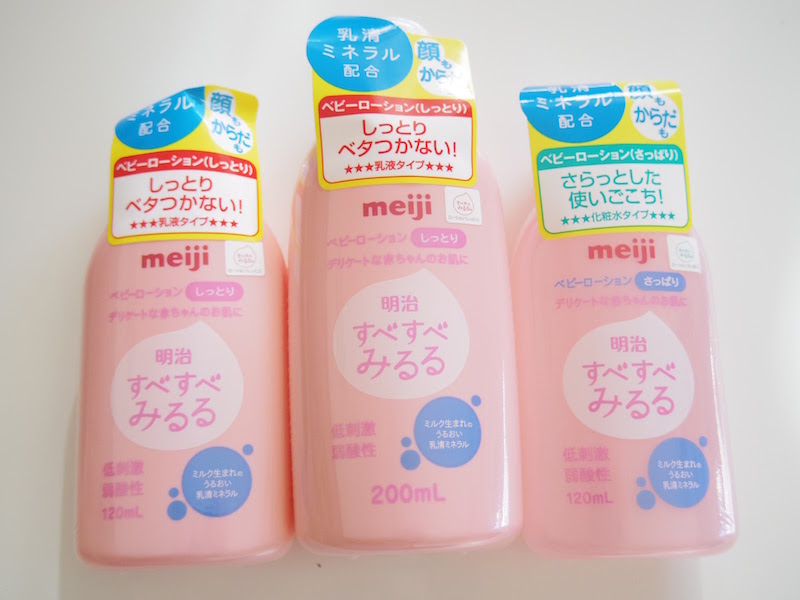 乳清
ミネラル
配合
顔も
からだも
ベビーローション(しっとり)
しっとり
ベタつかない!
★★★乳液タイプ★★★
meiji
ベビーローション しっとり
デリケートな赤ちゃんのお肌に
明治
すべすべ
みるる
低刺激
弱酸性
120mL
ミルク生まれの
うるおい
乳清ミネラル
乳清
ミネラル
配合
顔も
からだも
ベビーローション(しっとり)
しっとり
ベタつかない!
★★★乳液タイプ★★★
meiji
ベビーローション しっとり
デリケートな赤ちゃんのお肌に
明治
すべすべ
みるる
低刺激
弱酸性
200mL
ミルク生まれの
うるおい
乳清ミネラル
乳清
ミネラル
配合
顔も
からだも
ベビーローション(さっぱり)
さらっとした
使いごこち!
★★★化粧水タイプ★★★
meiji
ベビーローション さっぱり
デリケートな赤ちゃんのお肌に
明治
すべすべ
みるる
低刺激
弱酸性
120mL
ミルク生まれの
うるおい
乳清ミネラル